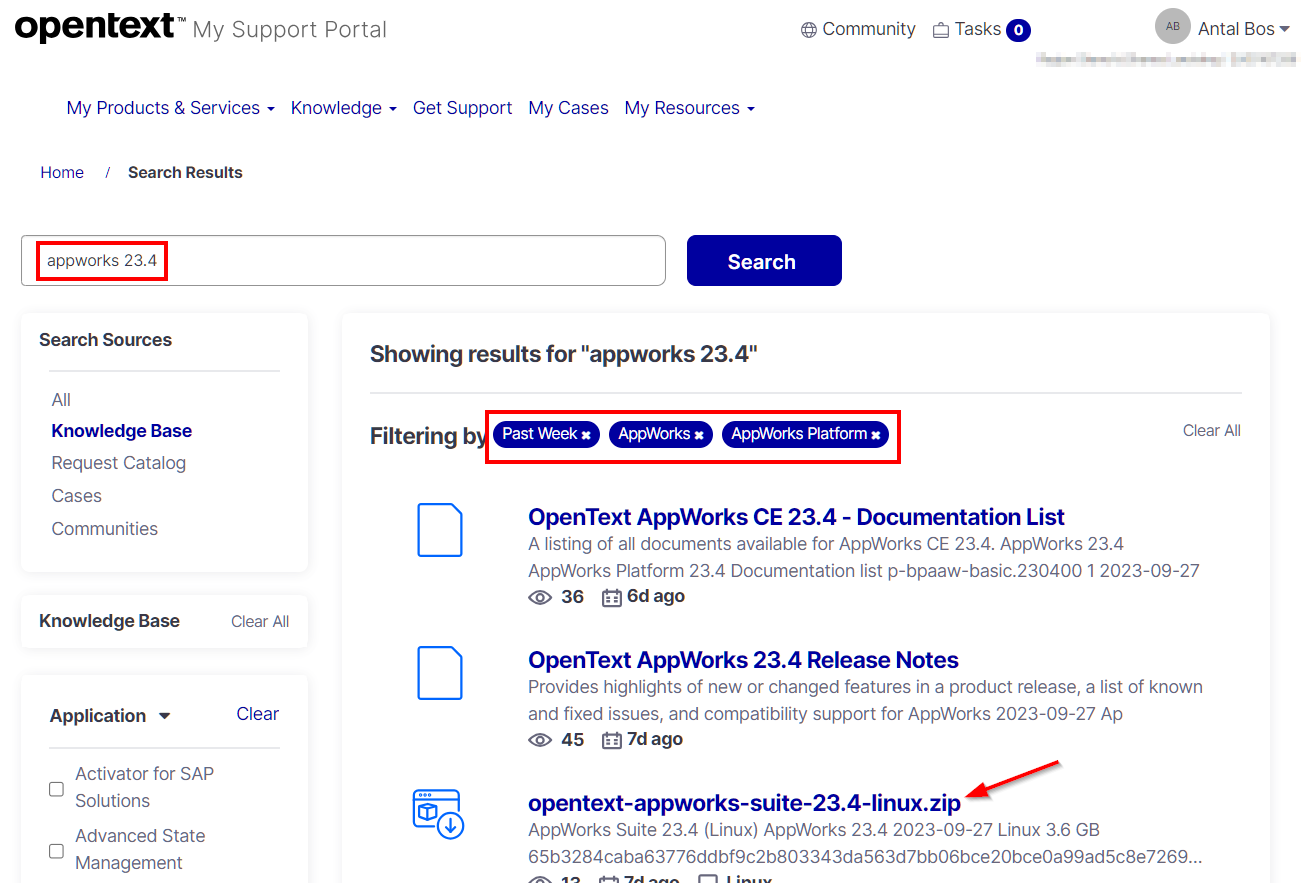 opentext™ My Support Portal
Community
Tasks 0
AB Antal Bos
My Products & Services
Knowledge
Get Support
My Cases
My Resources
Home / Search Results
appworks 23.4
Search
Search Sources
All
Knowledge Base
Request Catalog
Cases
Communities
Knowledge Base Clear All
Application Clear
Activator for SAP
Solutions
Advanced State
Management
Showing results for "appworks 23.4"
Filtering by Past Week × AppWorks × AppWorks Platform ×
Clear All
OpenText AppWorks CE 23.4 - Documentation List
A listing of all documents available for AppWorks CE 23.4. AppWorks 23.4
AppWorks Platform 23.4 Documentation list p-bpaaw-basic.230400 1 2023-09-27
36 6d ago
OpenText AppWorks 23.4 Release Notes
Provides highlights of new or changed features in a product release, a list of known
and fixed issues, and compatibility support for AppWorks 2023-09-27 Ap
45 7d ago
opentext-appworks-suite-23.4-linux.zip
AppWorks Suite 23.4 (Linux) AppWorks 23.4 2023-09-27 Linux 3.6 GB
65b3284caba63776ddbf9c2b803343da563d7bb06bce20bce0a99ad5c8e7269...
13 7d ago Linux